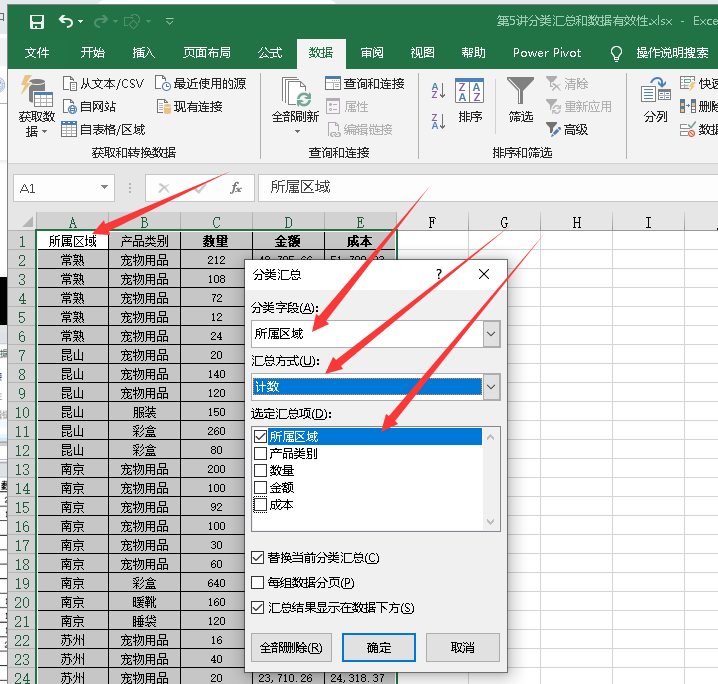 第5讲分类汇总和数据有效性.xlsx - Exce
文件 开始 插入 页面布局 公式 数据 审阅 视图 帮助 Power Pivot 操作说明搜索
获取数据
从文本/CSV
自网站
自表格/区域
最近使用的源
现有连接
获取和转换数据
全部刷新
查询和连接
属性
编辑链接
查询和连接
排序
筛选
清除
重新应用
高级
排序和筛选
分列
快速
删除
数据
A1 fx 所属区域
A B C D E F G H I
1 所属区域 产品类别 数量 金额 成本
2 常熟 宠物用品 212
3 常熟 宠物用品 108
4 常熟 宠物用品 72
5 常熟 宠物用品 12
6 常熟 宠物用品 24
7 昆山 宠物用品 20
8 昆山 宠物用品 140
9 昆山 宠物用品 120
10 昆山 服装 150
11 昆山 彩盒 260
12 昆山 彩盒 80
13 南京 宠物用品 200
14 南京 宠物用品 100
15 南京 宠物用品 92
16 南京 宠物用品 100
17 南京 宠物用品 30
18 南京 宠物用品 60
19 南京 彩盒 640
20 南京 暖靴 160
21 南京 睡袋 120
22 苏州 宠物用品 16
23 苏州 宠物用品 40
24 苏州 宠物用品 20 23,710.26 24,318.37
分类汇总 ?
分类字段(A):
所属区域
汇总方式(U):
计数
选定汇总项(D):
所属区域
产品类别
数量
金额
成本
替换当前分类汇总(C)
每组数据分页(P)
汇总结果显示在数据下方(S)
全部删除(R) 确定 取消